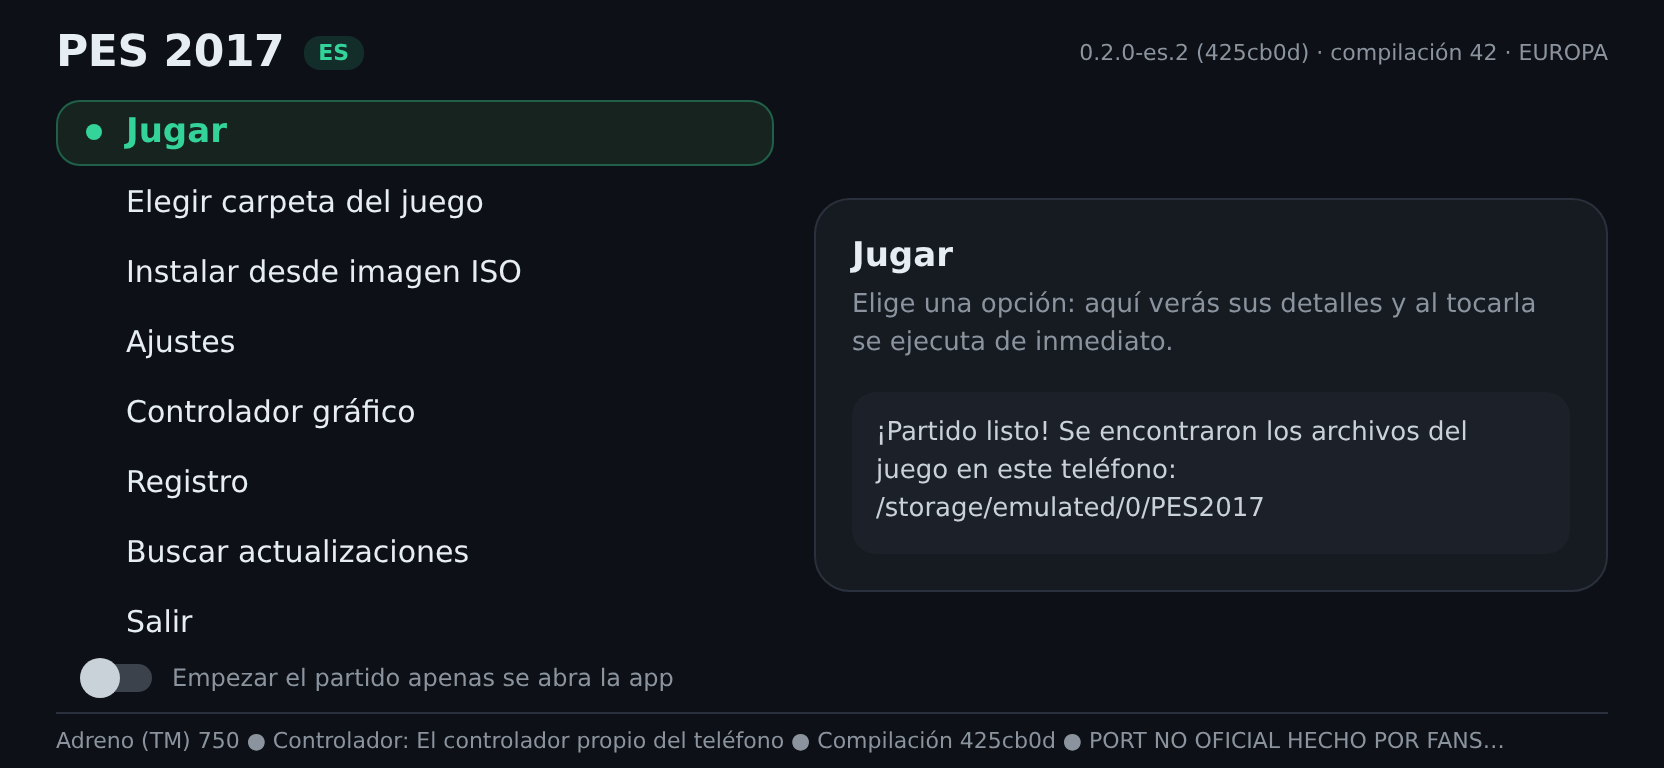 PES 2017 ES
0.2.0-es.2 (425cb0d) · compilación 42 · EUROPA
Jugar
Elegir carpeta del juego
Instalar desde imagen ISO
Ajustes
Controlador gráfico
Registro
Buscar actualizaciones
Salir
Empezar el partido apenas se abra la app
Jugar
Elige una opción: aquí verás sus detalles y al tocarla
se ejecuta de inmediato.
¡Partido listo! Se encontraron los archivos del
juego en este teléfono:
/storage/emulated/0/PES2017
Adreno (TM) 750 ● Controlador: El controlador propio del teléfono ● Compilación 425cb0d ● PORT NO OFICIAL HECHO POR FANS…